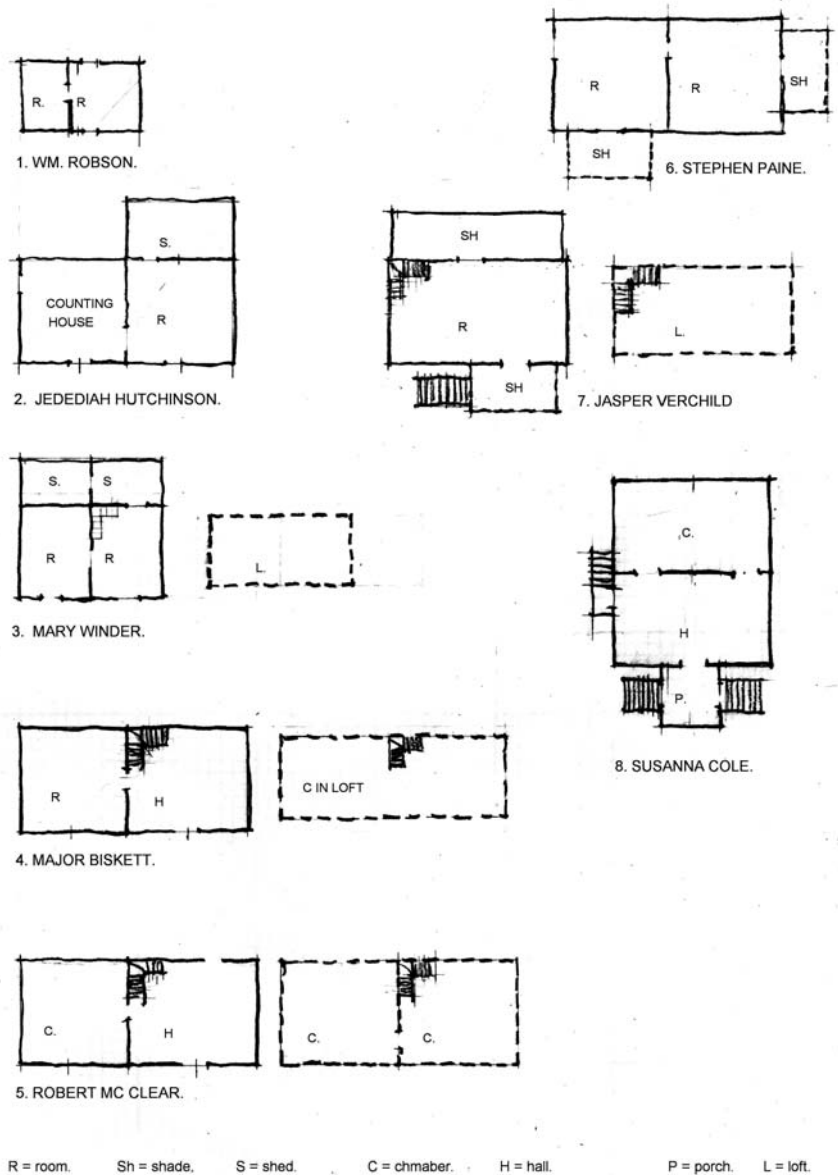 R. R
1. WM. ROBSON.
S.
COUNTING
HOUSE
R
2. JEDEDIAH HUTCHINSON.
S. S
R R
L.
3. MARY WINDER.
R H
C IN LOFT
4. MAJOR BISKETT.
C. H
C. C.
5. ROBERT MC CLEAR.
R R
SH
SH
6. STEPHEN PAINE.
SH
R
SH
L.
7. JASPER VERCHILD
C.
H
P.
8. SUSANNA COLE.
R = room. Sh = shade, S = shed. C = chmaber. H = hall. P = porch. L = loft.